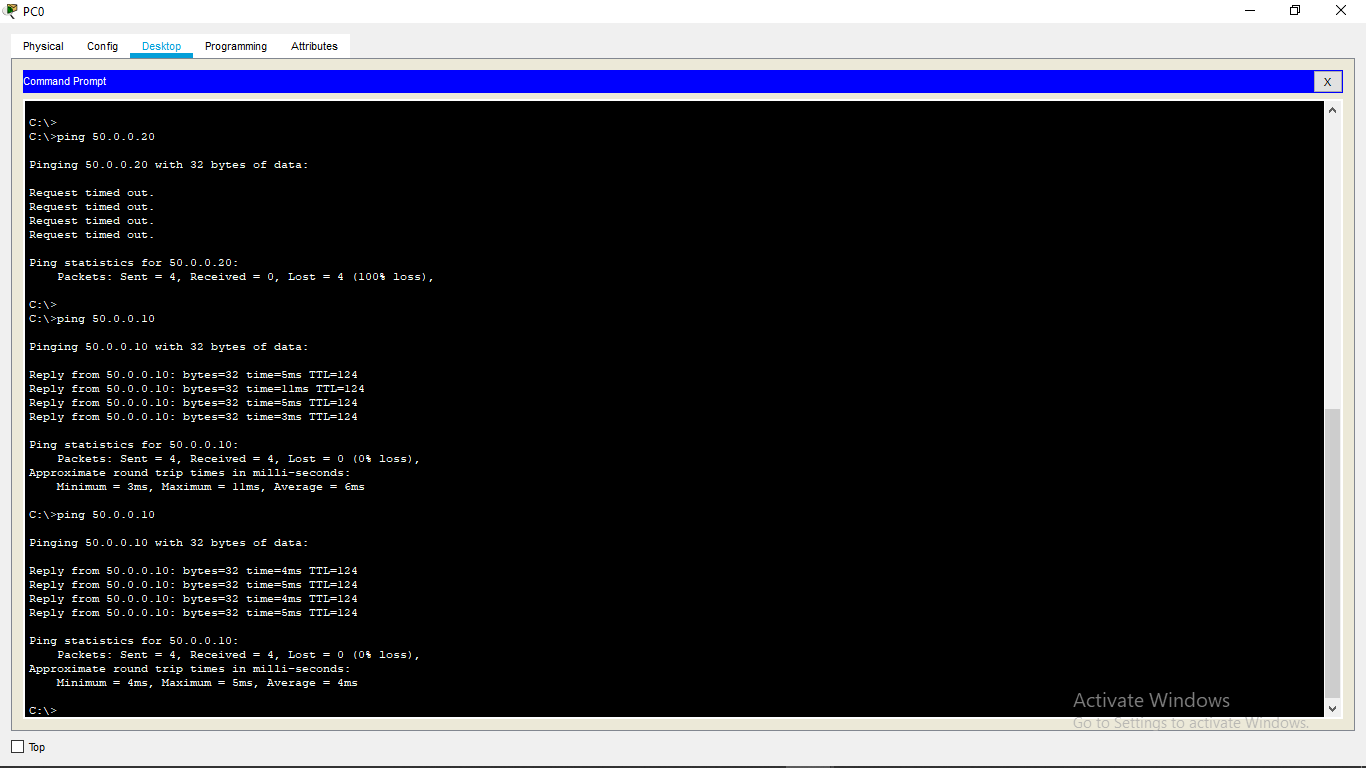 PC0
Physical Config Desktop Programming Attributes
Command Prompt
X
C:\>
C:\>ping 50.0.0.20
Pinging 50.0.0.20 with 32 bytes of data:
Request timed out.
Request timed out.
Request timed out.
Request timed out.
Ping statistics for 50.0.0.20:
Packets: Sent = 4, Received = 0, Lost = 4 (100% loss),
C:\>
C:\>ping 50.0.0.10
Pinging 50.0.0.10 with 32 bytes of data:
Reply from 50.0.0.10: bytes=32 time=5ms TTL=124
Reply from 50.0.0.10: bytes=32 time=11ms TTL=124
Reply from 50.0.0.10: bytes=32 time=5ms TTL=124
Reply from 50.0.0.10: bytes=32 time=3ms TTL=124
Ping statistics for 50.0.0.10:
Packets: Sent = 4, Received = 4, Lost = 0 (0% loss),
Approximate round trip times in milli-seconds:
Minimum = 3ms, Maximum = 11ms, Average = 6ms
C:\>ping 50.0.0.10
Pinging 50.0.0.10 with 32 bytes of data:
Reply from 50.0.0.10: bytes=32 time=4ms TTL=124
Reply from 50.0.0.10: bytes=32 time=5ms TTL=124
Reply from 50.0.0.10: bytes=32 time=4ms TTL=124
Reply from 50.0.0.10: bytes=32 time=5ms TTL=124
Ping statistics for 50.0.0.10:
Packets: Sent = 4, Received = 4, Lost = 0 (0% loss),
Approximate round trip times in milli-seconds:
Minimum = 4ms, Maximum = 5ms, Average = 4ms
C:\>
Activate Windows
Go to Settings to activate Windows.
Top